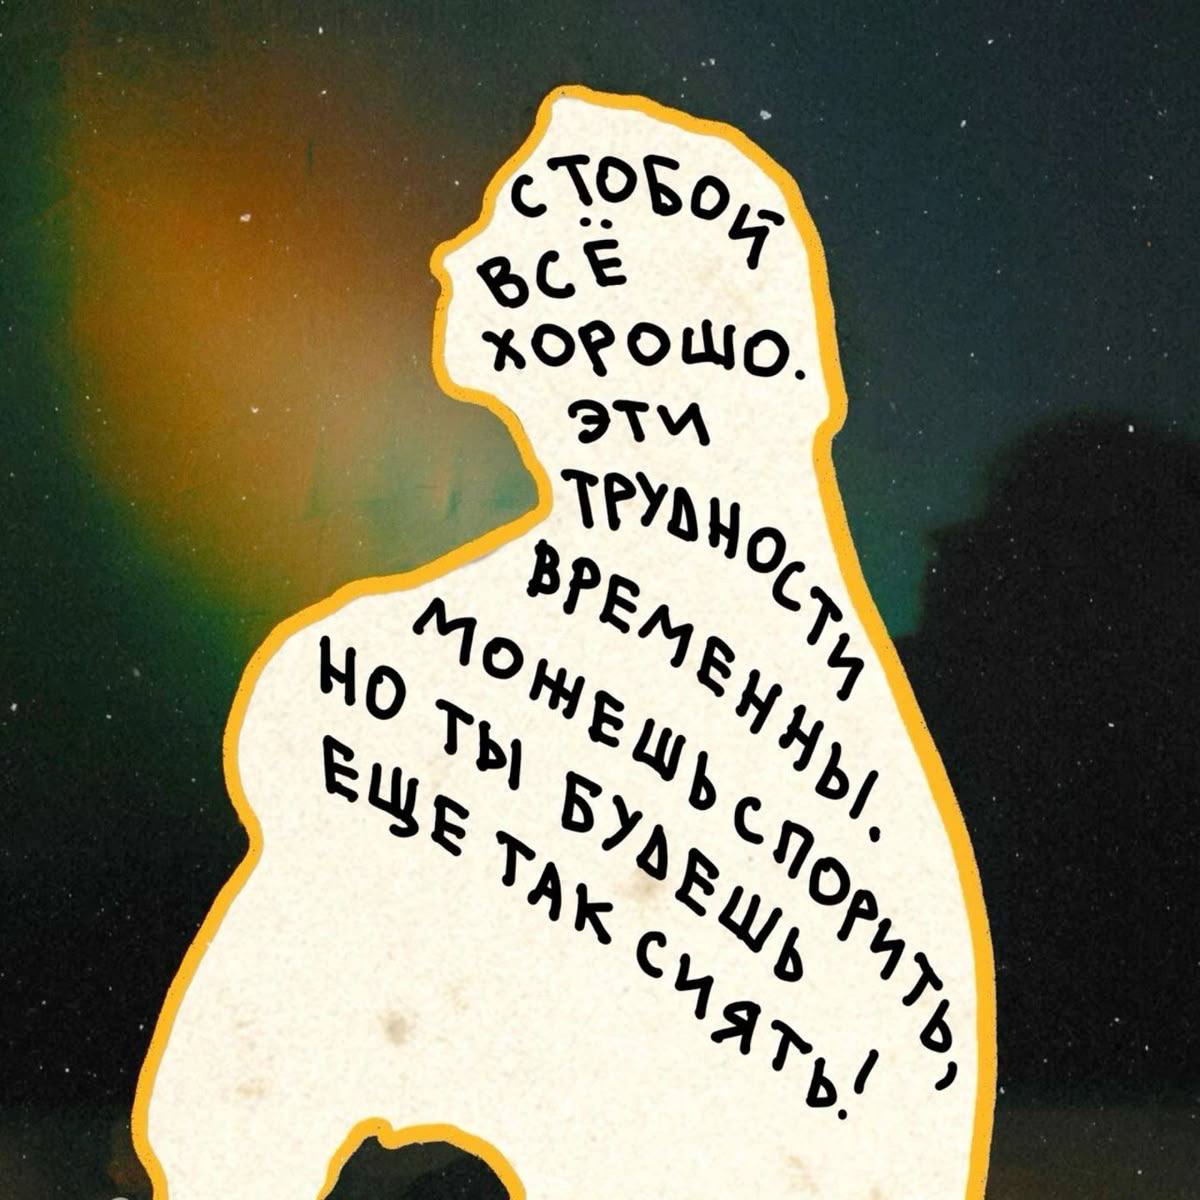 С ТОБОЙ
ВСЁ
ХОРОШО.
ЭТИ
ТРУДНОСТИ
ВРЕМЕННЫ.
МОЖЕШЬ СПОРИТЬ,
НО ТЫ БУДЕШЬ
ЕЩЕ ТАК СИЯТЬ!